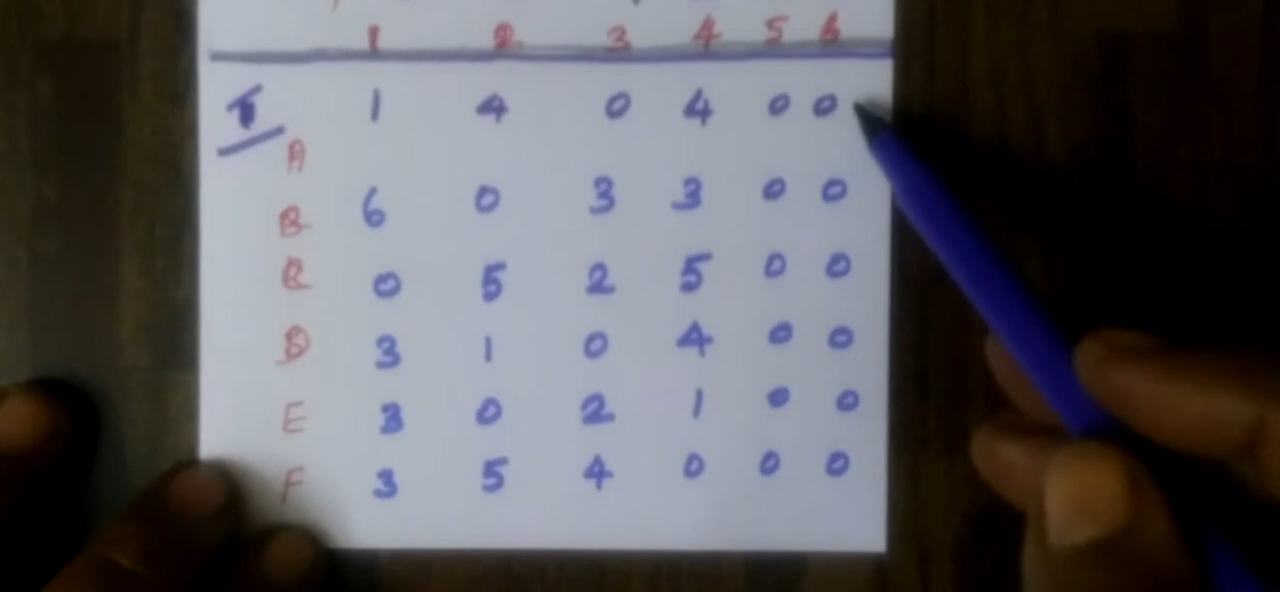 1 2 3 4 5 6
I 1 4 0 4 0 0
A
B 6 0 3 3 0 0
C 0 5 2 5 0 0
D 3 1 0 4 0 0
E 3 0 2 1 0 0
F 3 5 4 0 0 0